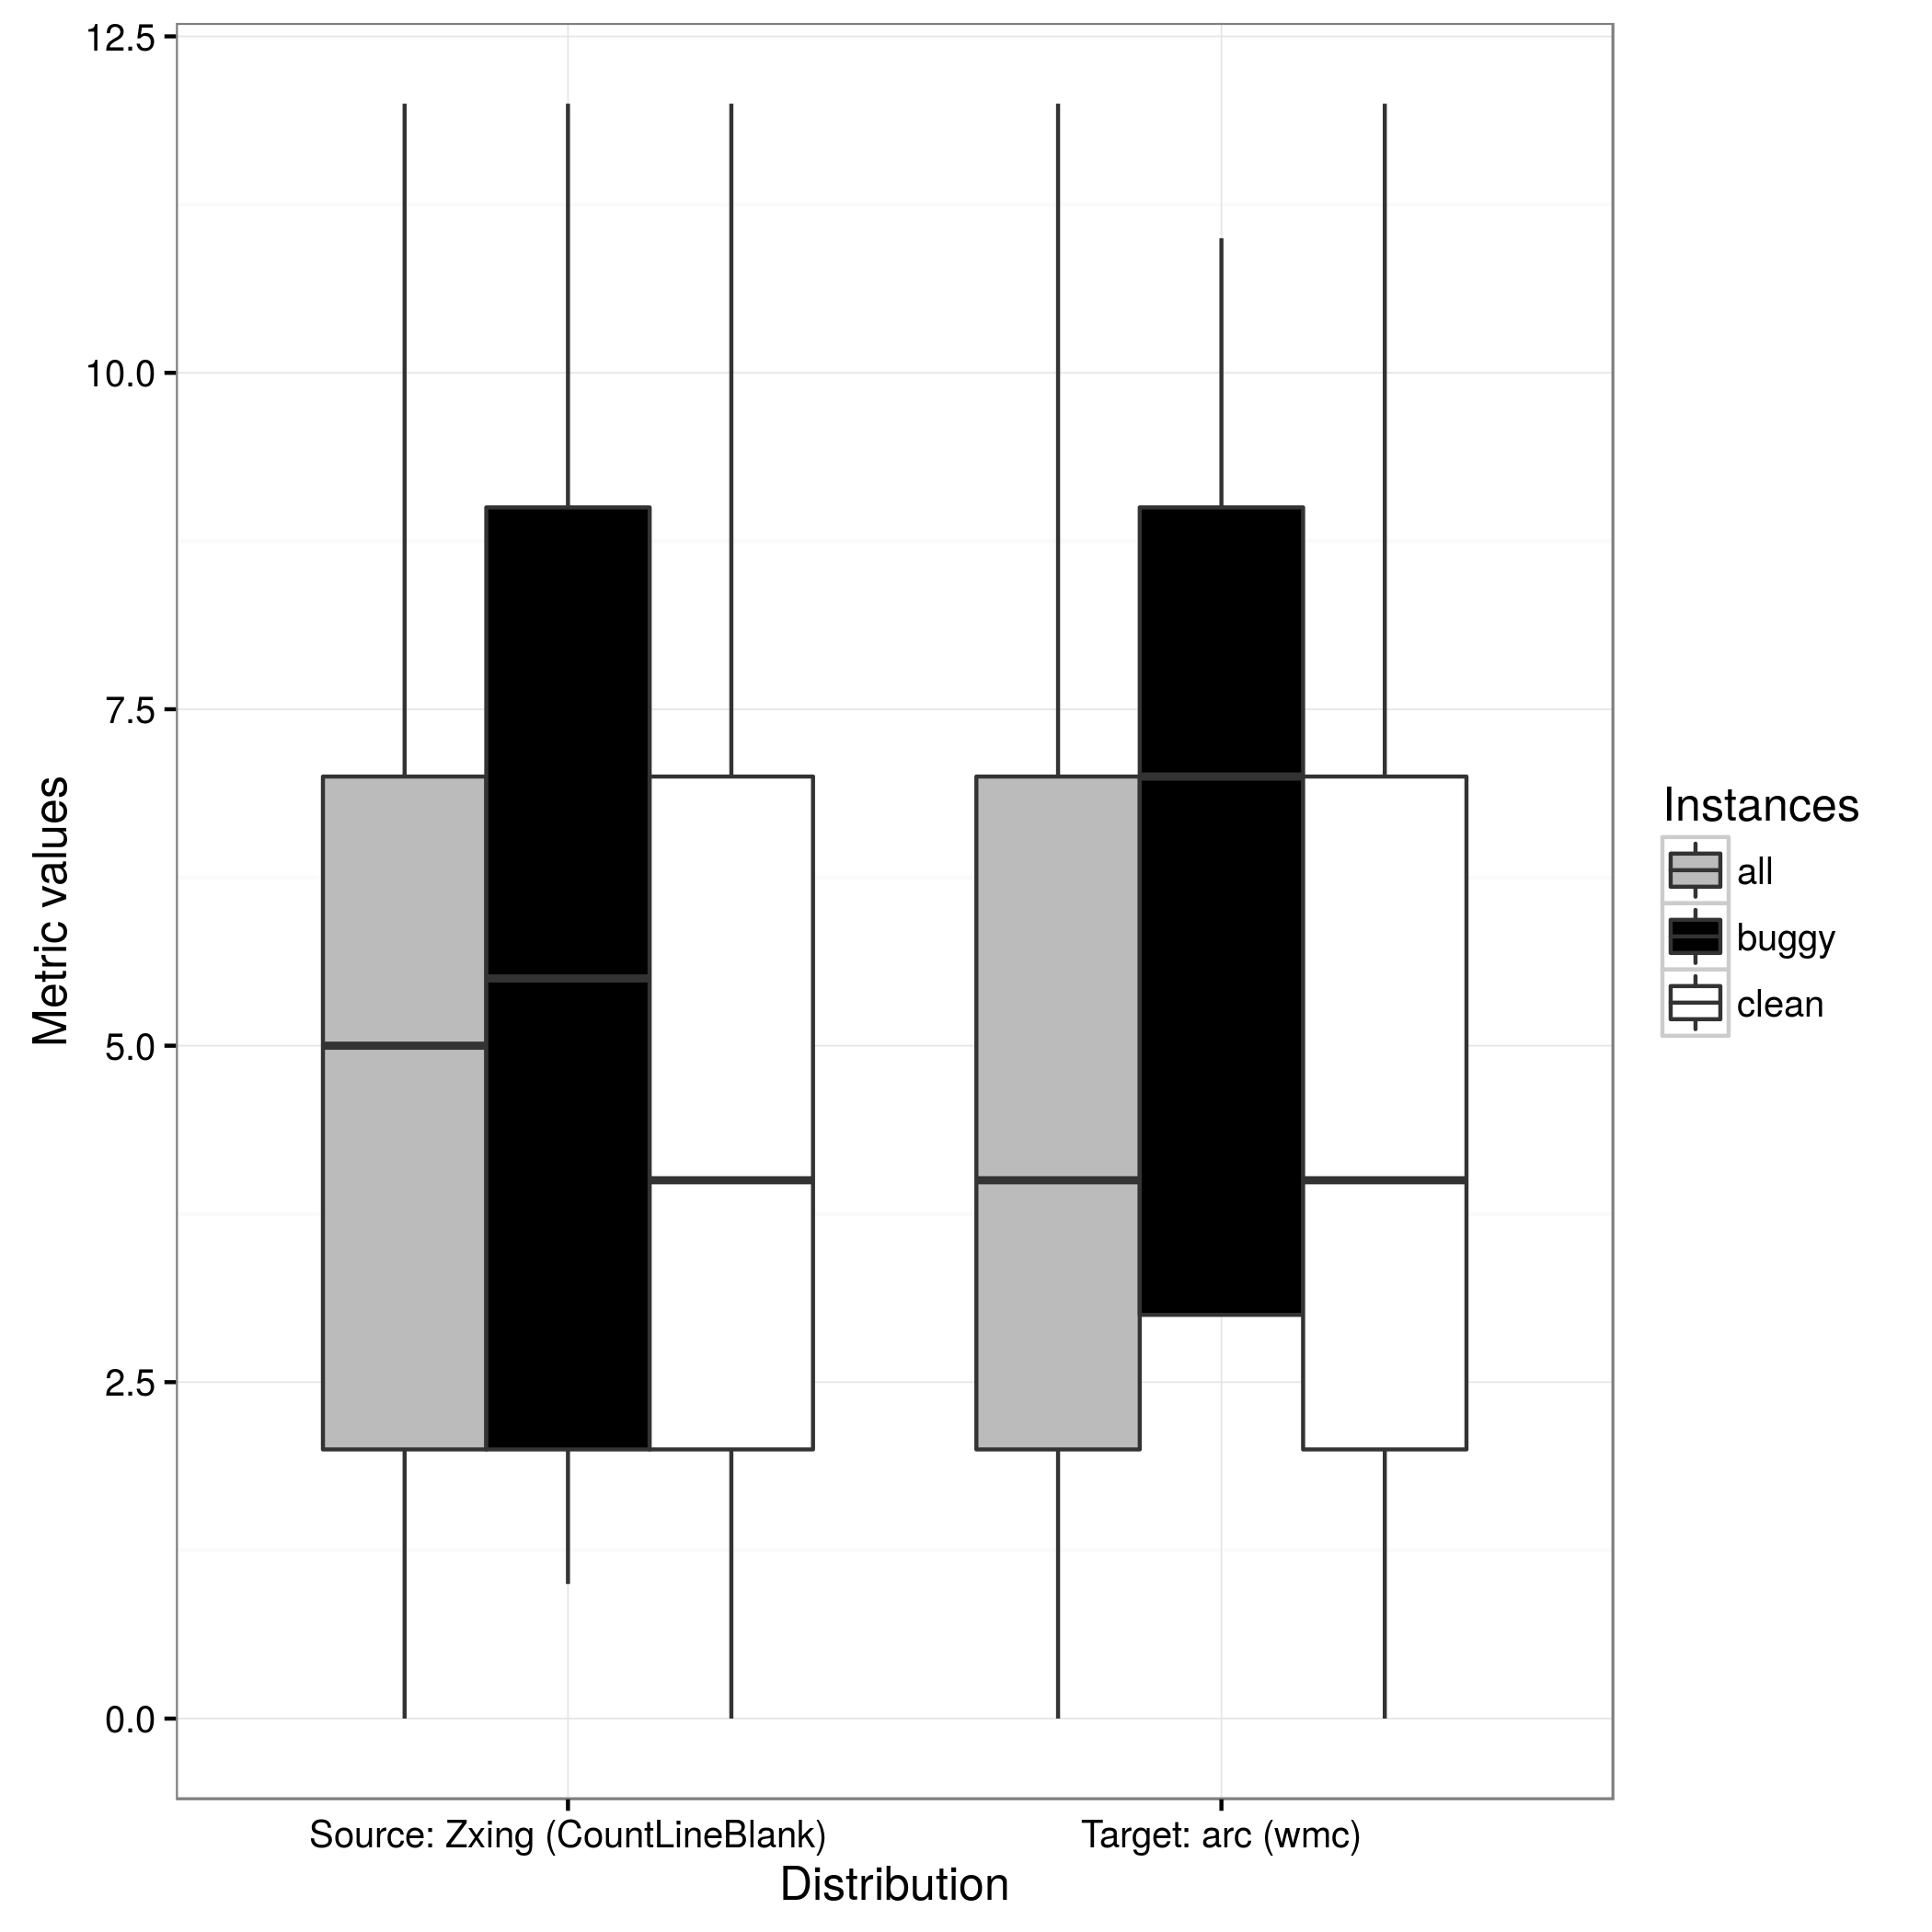 12.5
10.0
7.5
5.0
2.5
0.0
Metric values
Source: Zxing (CountLineBlank)
Target: arc (wmc)
Distribution
Instances
all
buggy
clean